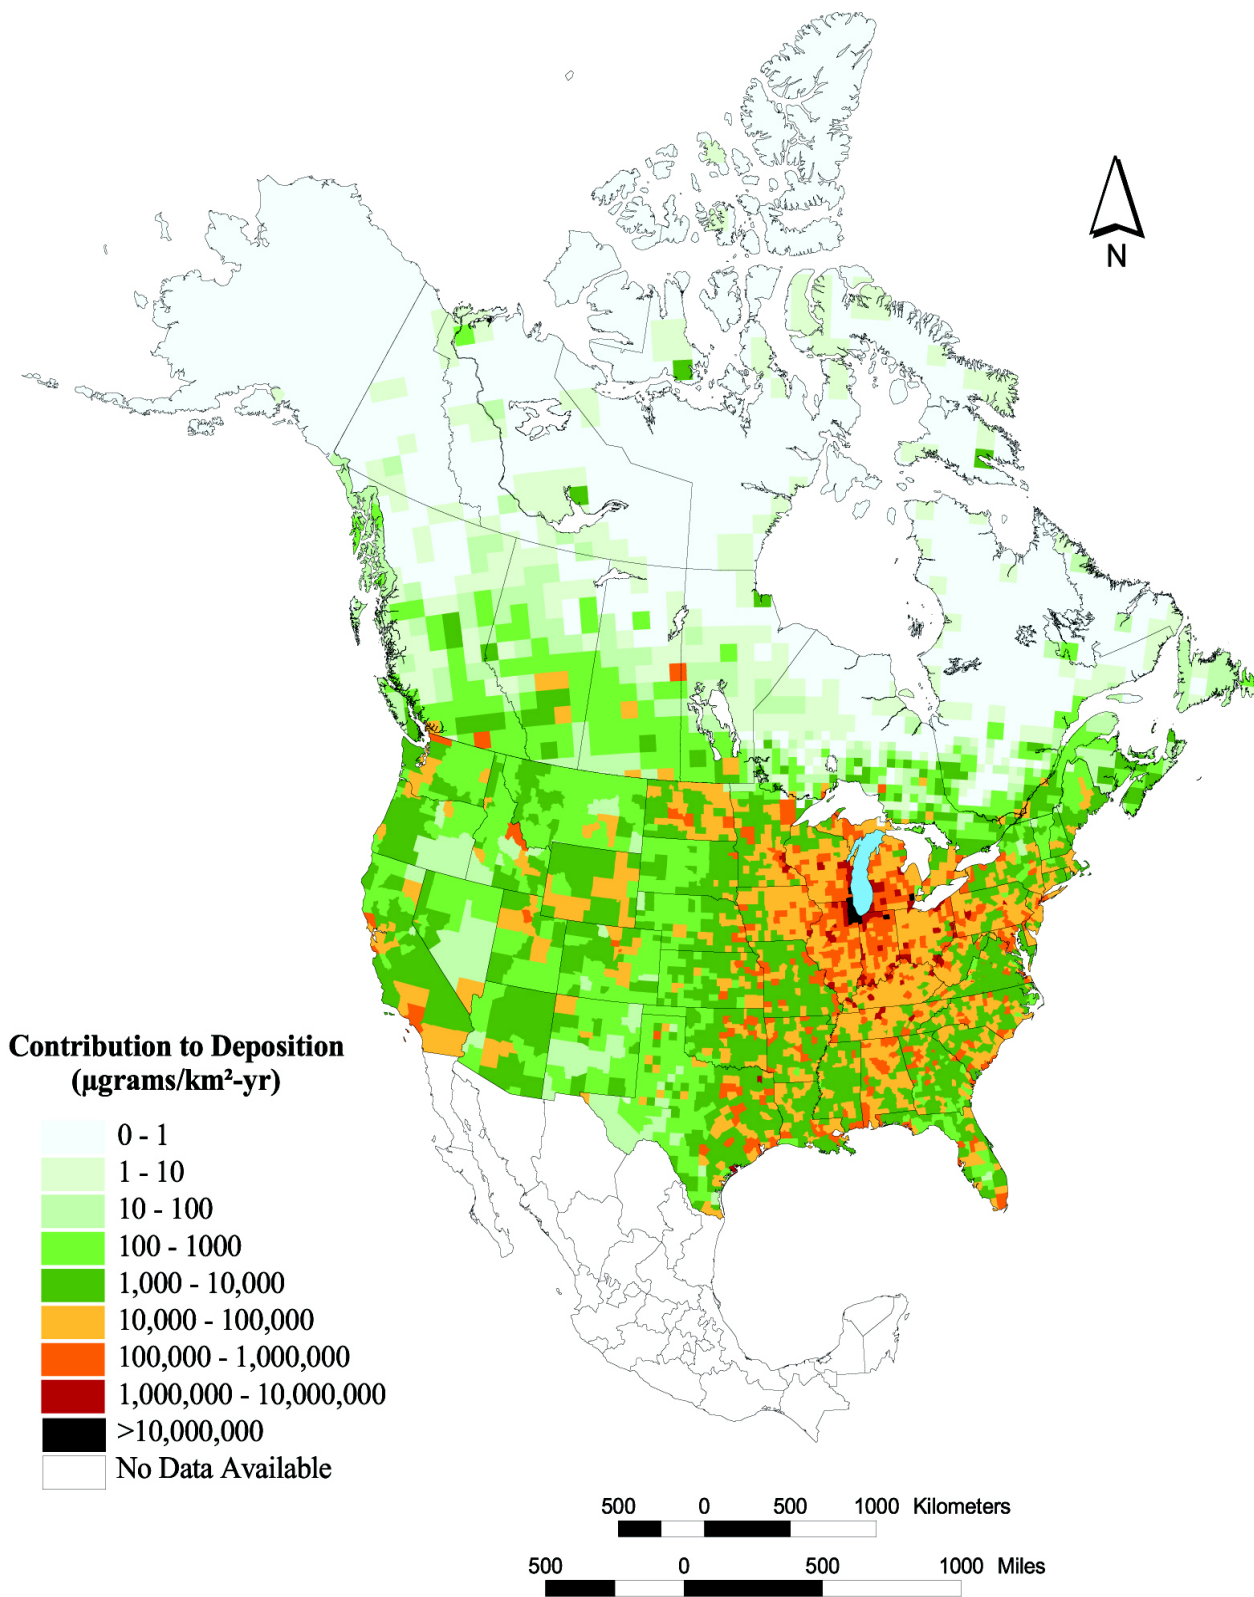 N
Contribution to Deposition
(µgrams/km²-yr)
0 - 1
1 - 10
10 - 100
100 - 1000
1,000 - 10,000
10,000 - 100,000
100,000 - 1,000,000
1,000,000 - 10,000,000
>10,000,000
No Data Available
500 0 500 1000 Kilometers
500 0 500 1000 Miles